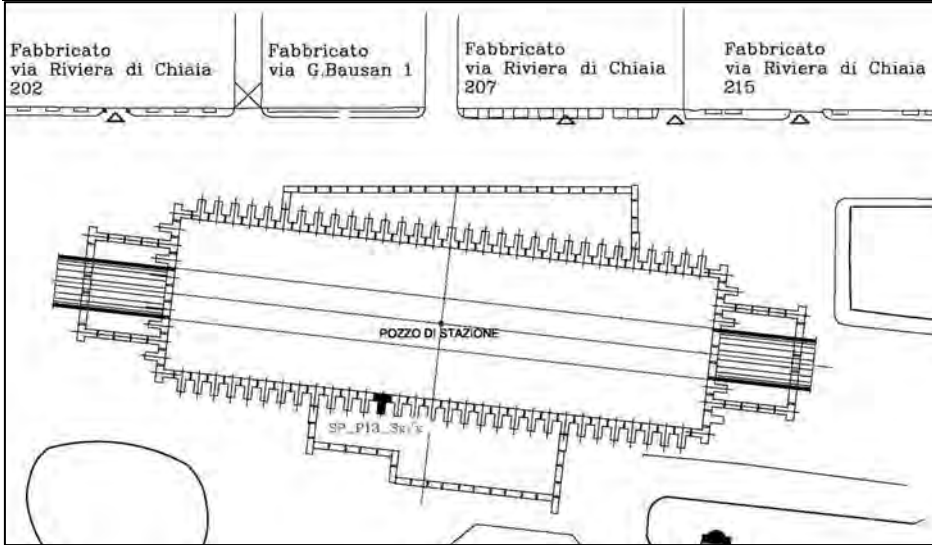 Fabbricato
via Riviera di Chiaia
202
Fabbricato
via G.Bausan 1
Fabbricato
via Riviera di Chiaia
207
Fabbricato
via Riviera di Chiaia
215
POZZO DI STAZIONE